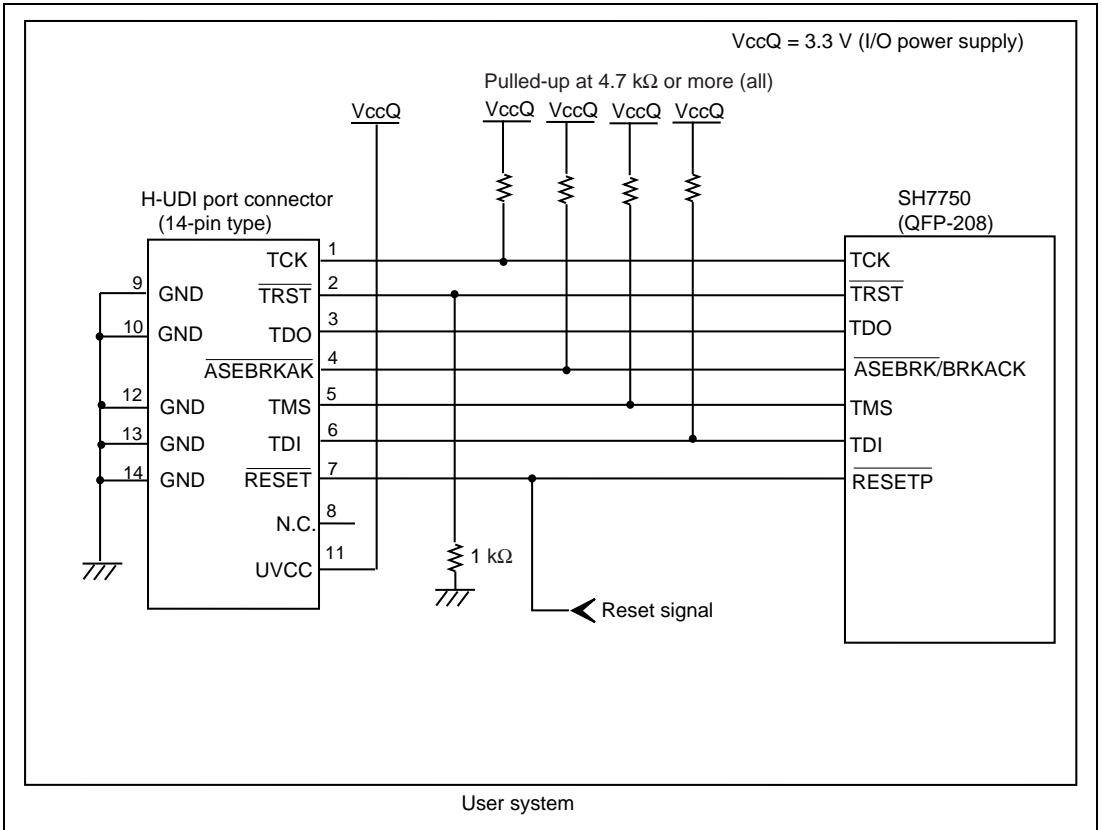 VccQ = 3.3 V (I/O power supply)
Pulled-up at 4.7 kΩ or more (all)
VccQ
VccQ
VccQ
VccQ
VccQ
H-UDI port connector
(14-pin type)
SH7750
(QFP-208)
TCK
1
TCK
9
GND
TRST
2
TRST
10
GND
TDO
3
TDO
ASEBRKAK
4
ASEBRK/BRKACK
12
GND
TMS
5
TMS
13
GND
TDI
6
TDI
14
GND
RESET
7
RESETP
N.C.
8
UVCC
11
1 kΩ
Reset signal
User system